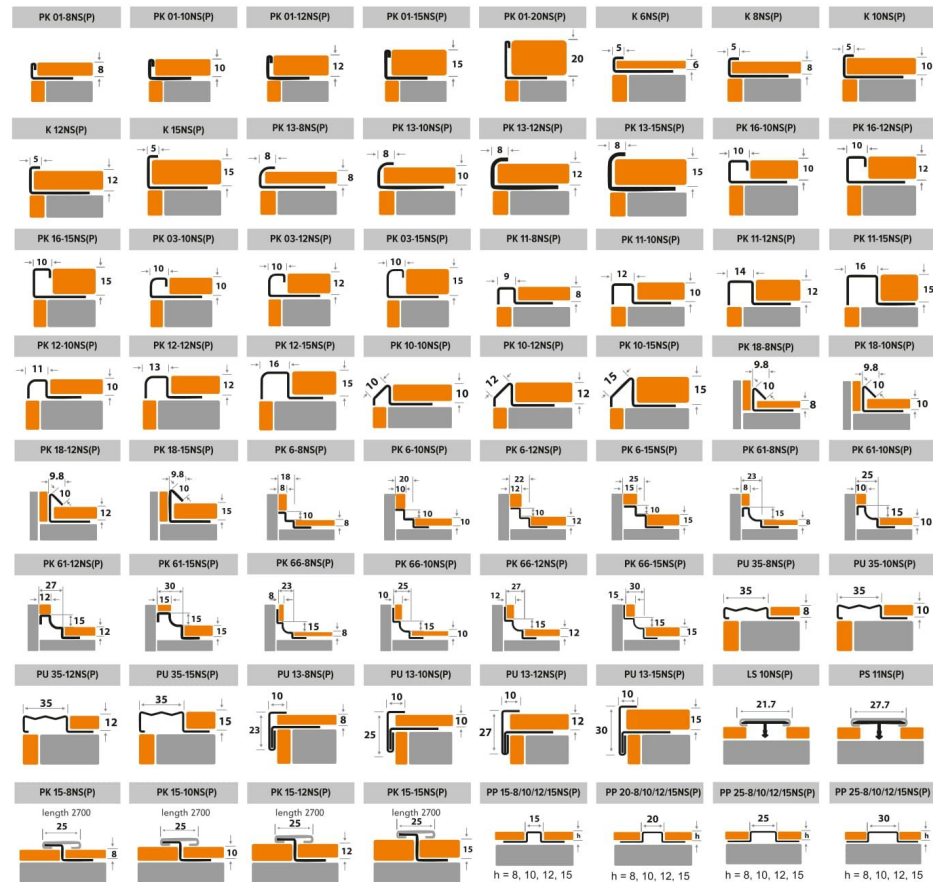 PK 01-8NS(P) PK 01-10NS(P) PK 01-12NS(P) PK 01-15NS(P) PK 01-20NS(P) K 6NS(P) K 8NS(P) K 10NS(P)
8 10 12 15 20 5 6 5 8 5 10
K 12NS(P) K 15NS(P) PK 13-8NS(P) PK 13-10NS(P) PK 13-12NS(P) PK 13-15NS(P) PK 16-10NS(P) PK 16-12NS(P)
5 12 5 15 8 8 8 10 8 12 8 15 10 10 10 12
PK 16-15NS(P) PK 03-10NS(P) PK 03-12NS(P) PK 03-15NS(P) PK 11-8NS(P) PK 11-10NS(P) PK 11-12NS(P) PK 11-15NS(P)
10 15 10 10 10 12 10 15 9 8 12 10 14 12 16 15
PK 12-10NS(P) PK 12-12NS(P) PK 12-15NS(P) PK 10-10NS(P) PK 10-12NS(P) PK 10-15NS(P) PK 18-8NS(P) PK 18-10NS(P)
11 10 13 12 16 15 10 10 12 12 15 15 9.8 10 8 9.8 10 10
PK 18-12NS(P) PK 18-15NS(P) PK 6-8NS(P) PK 6-10NS(P) PK 6-12NS(P) PK 6-15NS(P) PK 61-8NS(P) PK 61-10NS(P)
9.8 10 12 9.8 10 15 18 8 10 8 20 10 10 10 22 12 10 12 25 15 10 15 23 8 15 8 25 10 15 10
PK 61-12NS(P) PK 61-15NS(P) PK 66-8NS(P) PK 66-10NS(P) PK 66-12NS(P) PK 66-15NS(P) PU 35-8NS(P) PU 35-10NS(P)
27 12 15 12 30 15 15 15 23 8 15 8 25 10 15 10 27 12 15 12 30 15 15 15 35 8 35 10
PU 35-12NS(P) PU 35-15NS(P) PU 13-8NS(P) PU 13-10NS(P) PU 13-12NS(P) PU 13-15NS(P) LS 10NS(P) PS 11NS(P)
35 12 35 15 10 23 8 10 25 10 10 27 12 10 30 15 21.7 27.7
PK 15-8NS(P) PK 15-10NS(P) PK 15-12NS(P) PK 15-15NS(P) PP 15-8/10/12/15NS(P) PP 20-8/10/12/15NS(P) PP 25-8/10/12/15NS(P) PP 25-8/10/12/15NS(P)
length 2700 length 2700 length 2700 length 2700
25 8 25 10 25 12 25 15 15 h 20 h 25 h 30 h
h = 8, 10, 12, 15 h = 8, 10, 12, 15 h = 8, 10, 12, 15 h = 8, 10, 12, 15